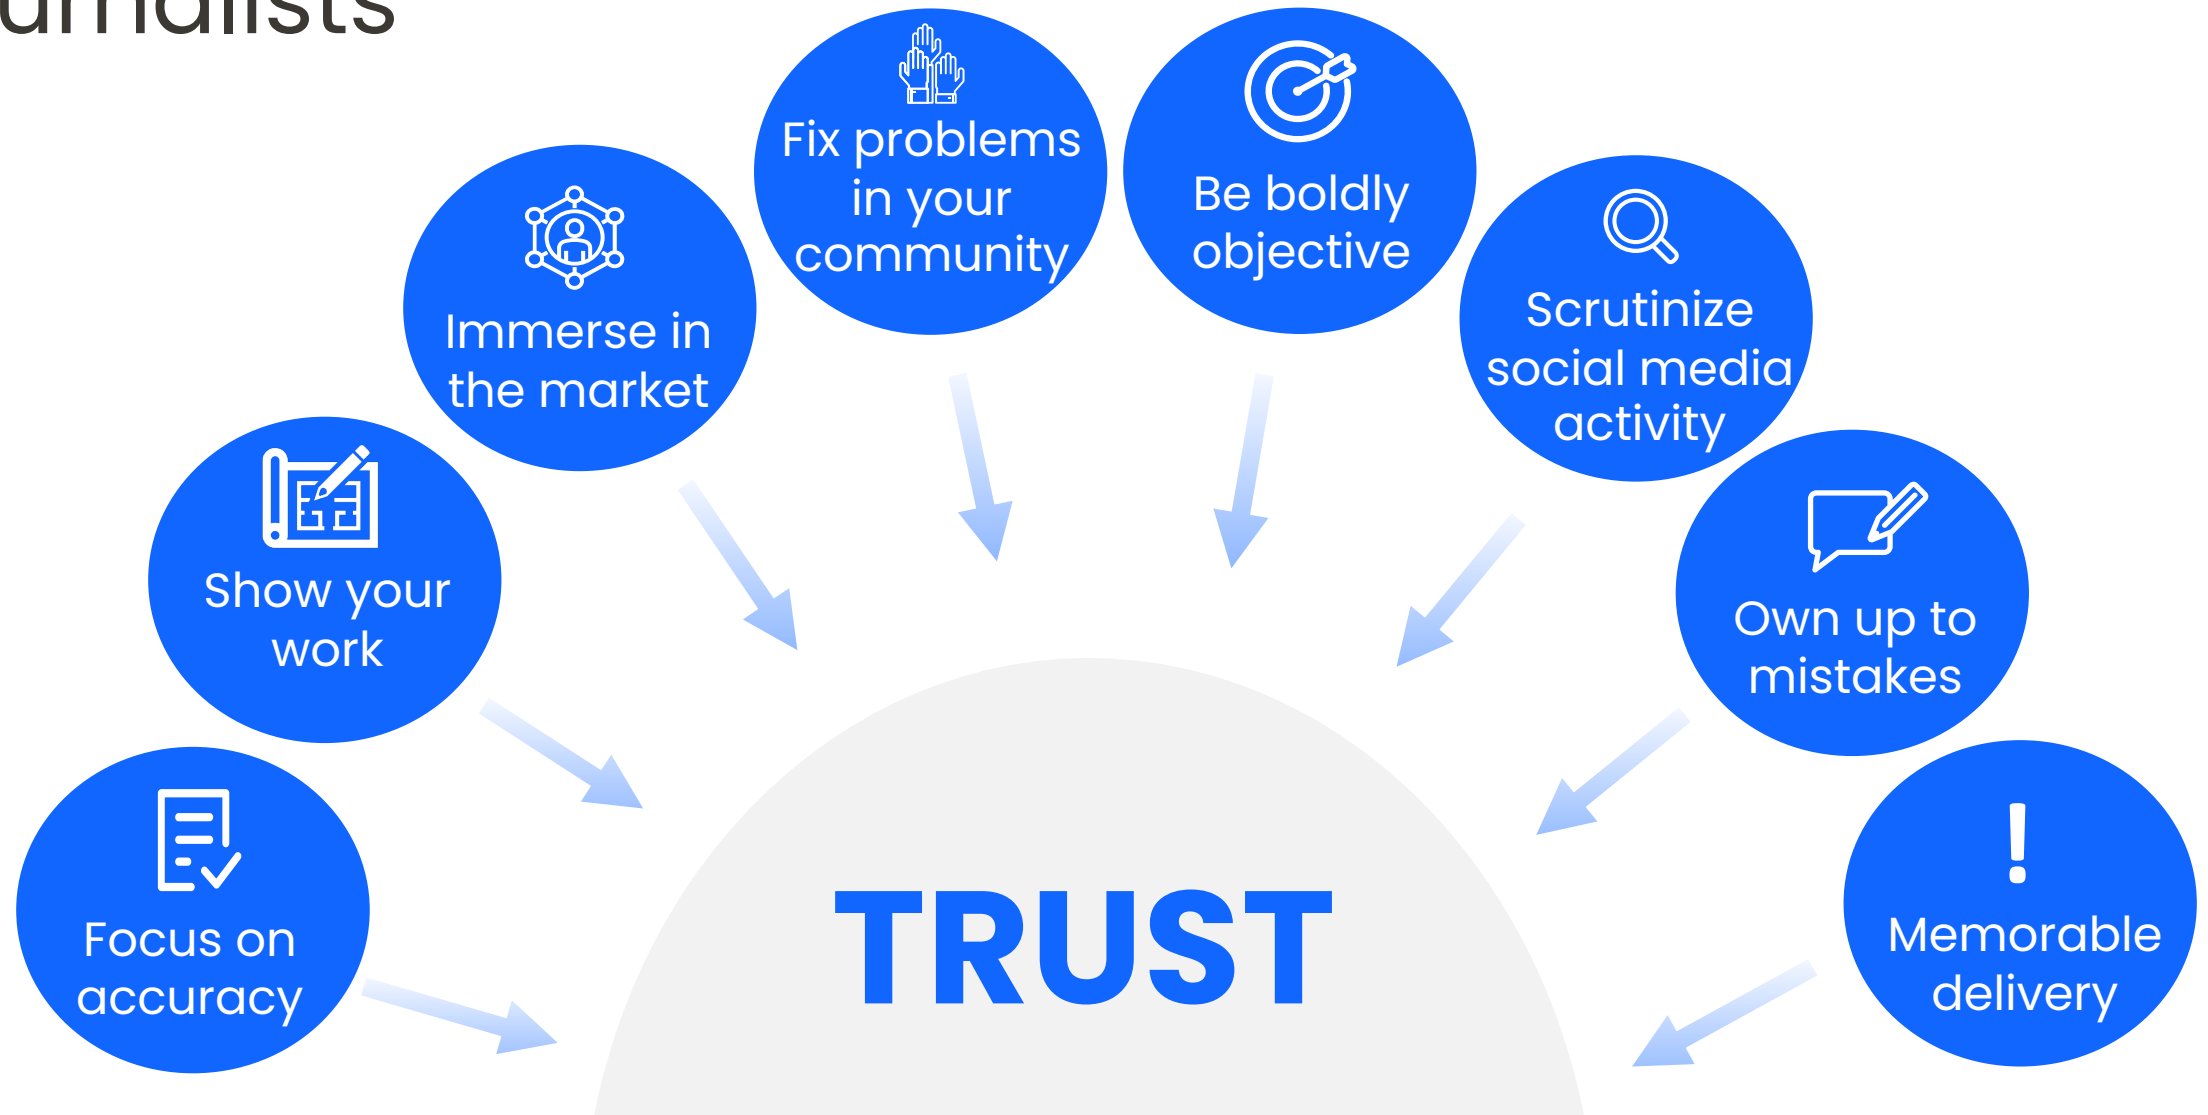 urnalists
Fix problems
in your
community
Be boldly
objective
Immerse in
the market
Scrutinize
social media
activity
Show your
work
Own up to
mistakes
Focus on
accuracy
Memorable
delivery
TRUST